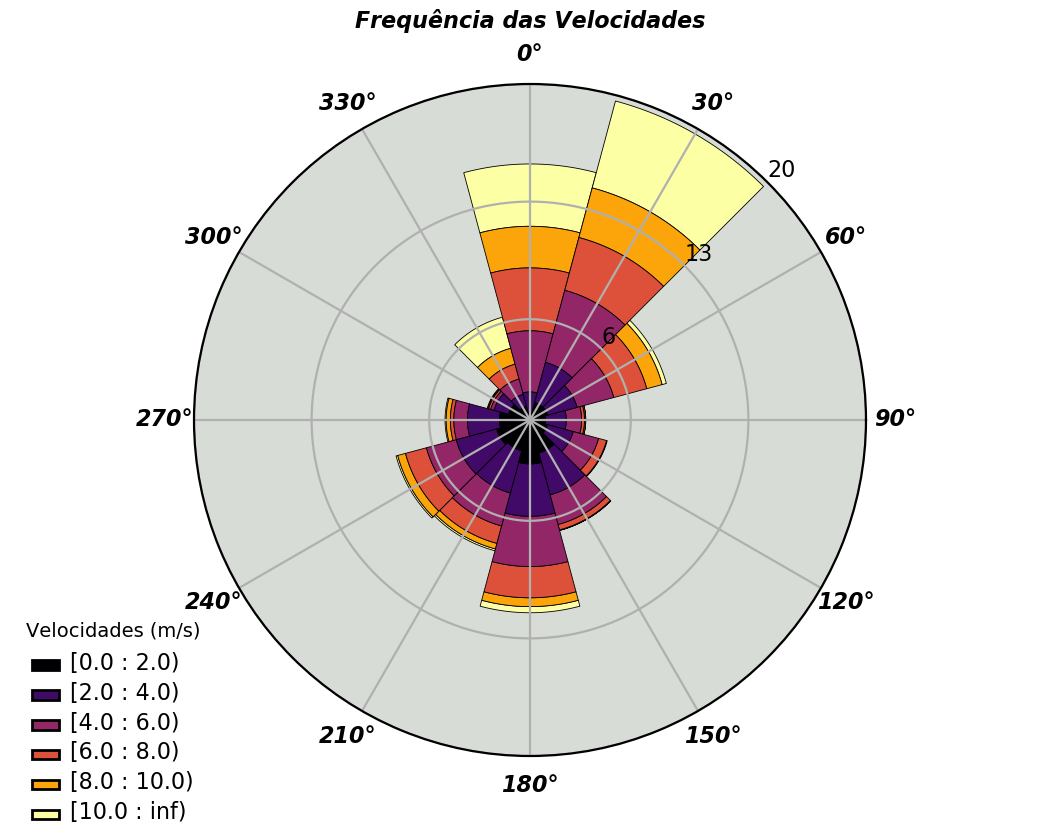 Frequência das Velocidades
0°
330°
30°
20
300°
60°
13
6
270°
90°
240°
120°
210°
150°
180°
Velocidades (m/s)
[0.0 : 2.0)
[2.0 : 4.0)
[4.0 : 6.0)
[6.0 : 8.0)
[8.0 : 10.0)
[10.0 : inf)